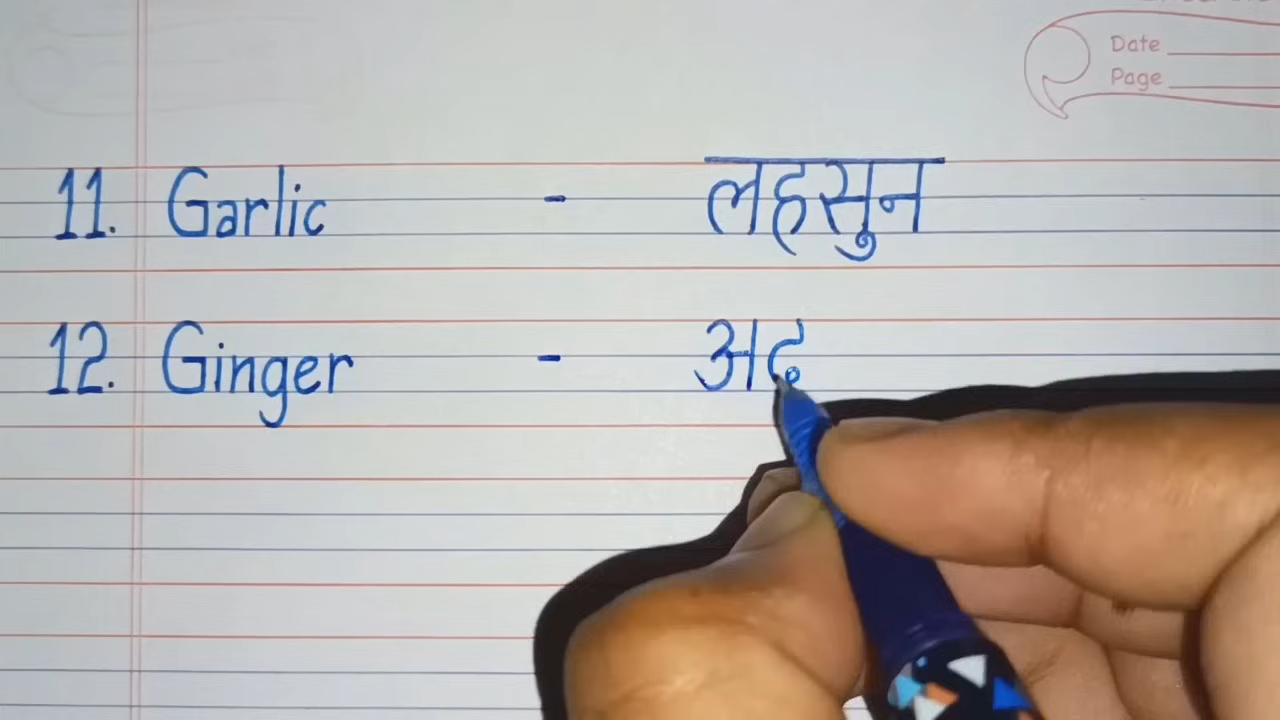 Date
Page
11. Garlic - लहसुन
12. Ginger - अद